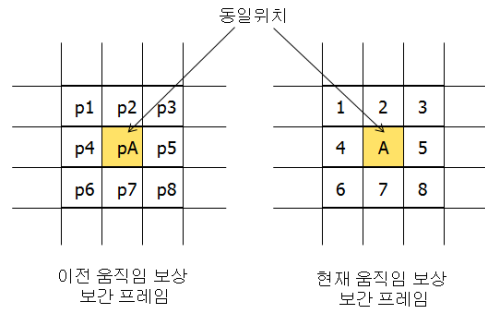 동일위치
p1 p2 p3
p4 pA p5
p6 p7 p8
1 2 3
4 A 5
6 7 8
이전 움직임 보상
보간 프레임
현재 움직임 보상
보간 프레임